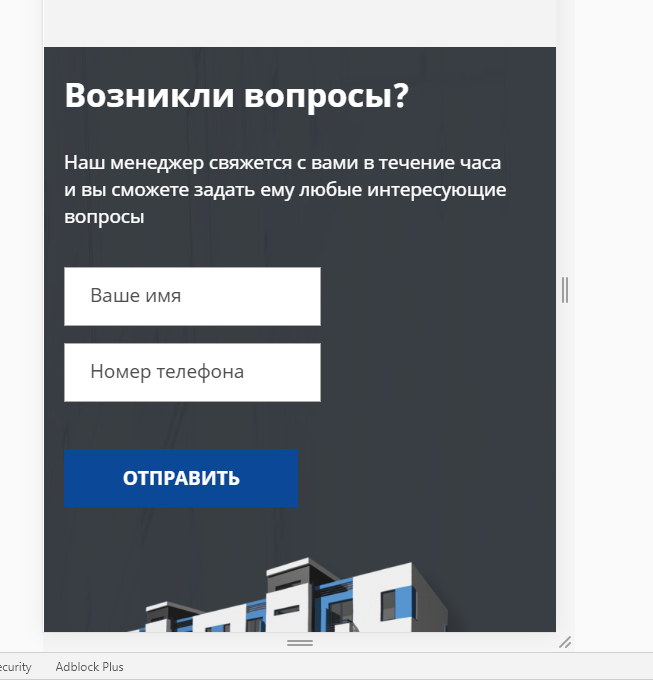 Возникли вопросы?
Наш менеджер свяжется с вами в течение часа
и вы сможете задать ему любые интересующие
вопросы
Ваше имя
Номер телефона
ОТПРАВИТЬ
ecurity Adblock Plus